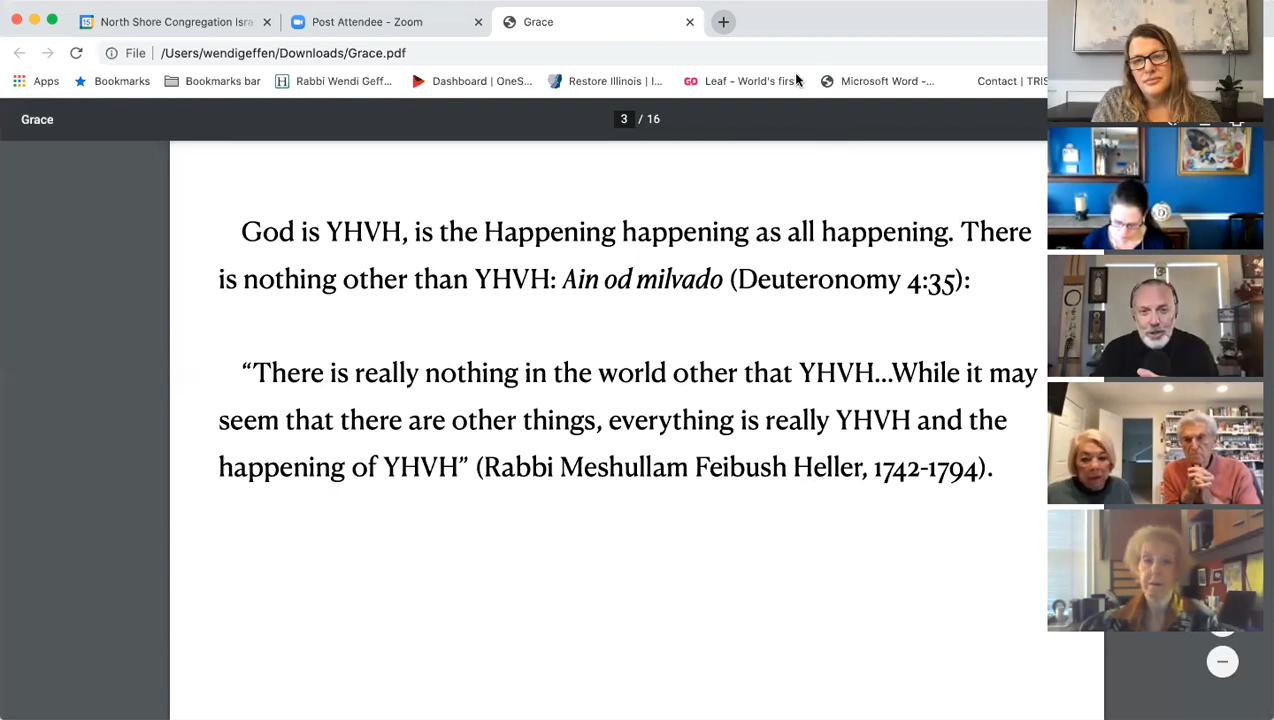 North Shore Congregation Isra
Post Attendee - Zoom
Grace
File
/Users/wendigeffen/Downloads/Grace.pdf
Apps
Bookmarks
Bookmarks bar
Rabbi Wendi Geff...
Dashboard | OneS...
Restore Illinois | I...
GO
Leaf - World's firs
Microsoft Word -...
Contact | TRIS
Grace
3 / 16
God is YHVH, is the Happening happening as all happening. There
is nothing other than YHVH: Ain od milvado (Deuteronomy 4:35):
“There is really nothing in the world other that YHVH...While it may
seem that there are other things, everything is really YHVH and the
happening of YHVH” (Rabbi Meshullam Feibush Heller, 1742-1794).